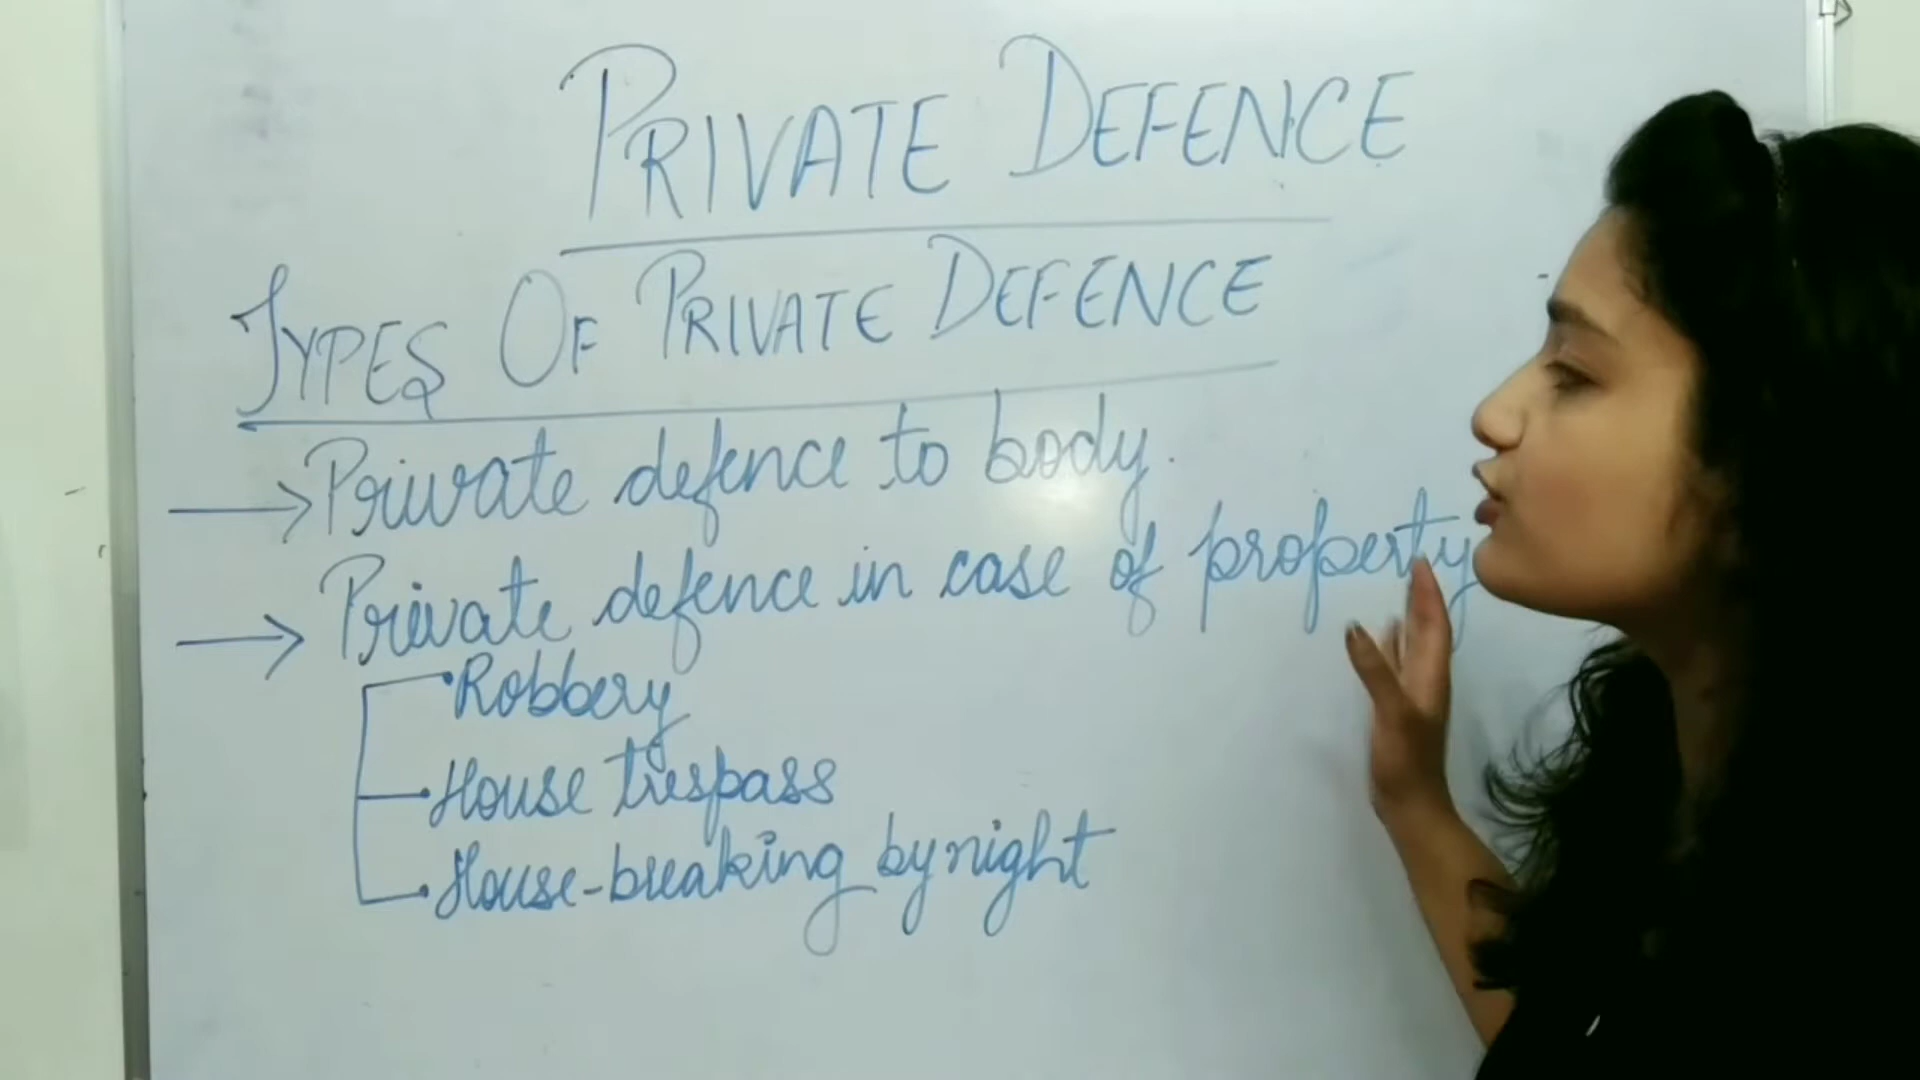 PRIVATE DEFENCE
TYPES OF PRIVATE DEFENCE
Private defence to body.
Private defence in case of property
Robbery
House trespass
House-breaking by night